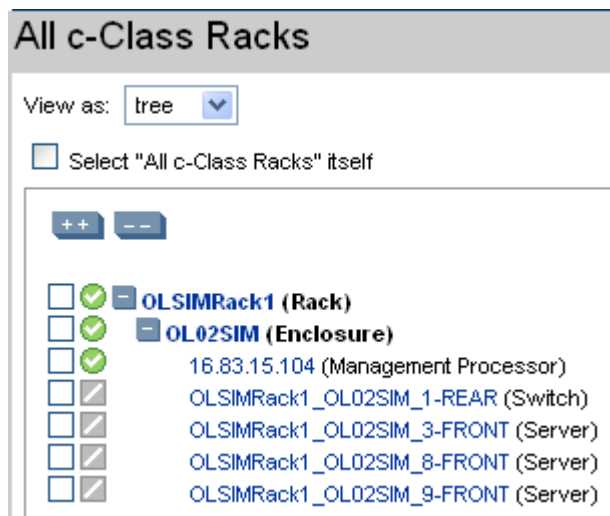 All c-Class Racks
View as: tree
Select "All c-Class Racks" itself
++ --
OLSIMRack1 (Rack)
OL02SIM (Enclosure)
16.83.15.104 (Management Processor)
OLSIMRack1_OL02SIM_1-REAR (Switch)
OLSIMRack1_OL02SIM_3-FRONT (Server)
OLSIMRack1_OL02SIM_8-FRONT (Server)
OLSIMRack1_OL02SIM_9-FRONT (Server)